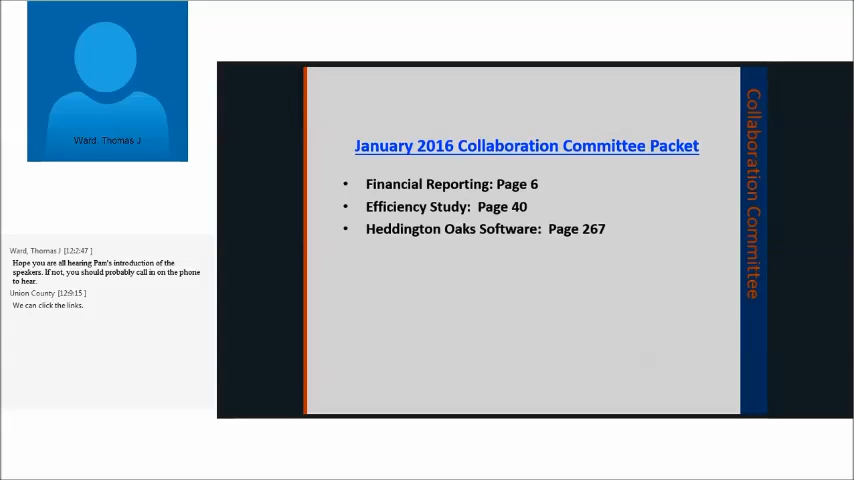 Ward, Thomas J
Ward, Thomas J [12:2:47 ]
Hope you are all hearing Pam's introduction of the
speakers. If not, you should probably call in on the phone
to hear.
Union County [12:9:15 ]
We can click the links.
January 2016 Collaboration Committee Packet
• Financial Reporting: Page 6
• Efficiency Study: Page 40
• Heddington Oaks Software: Page 267
Collaboration Committee